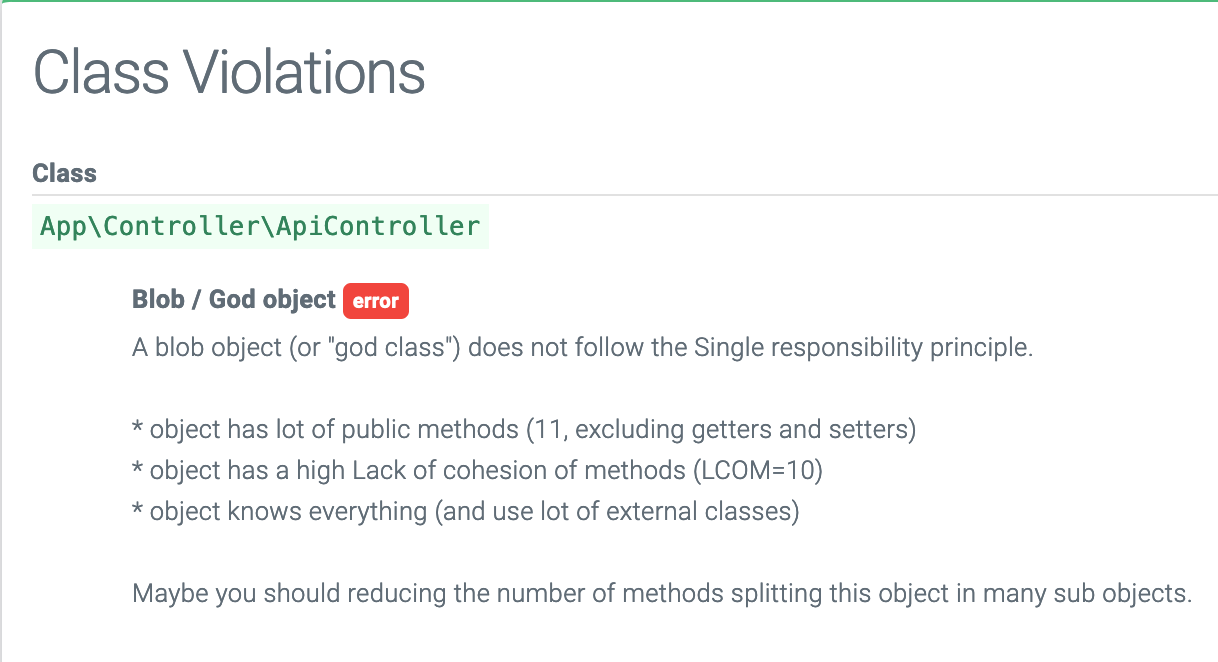 Class Violations
Class
App\Controller\ApiController
Blob / God object error
A blob object (or "god class") does not follow the Single responsibility principle.
* object has lot of public methods (11, excluding getters and setters)
* object has a high Lack of cohesion of methods (LCOM=10)
* object knows everything (and use lot of external classes)
Maybe you should reducing the number of methods splitting this object in many sub objects.